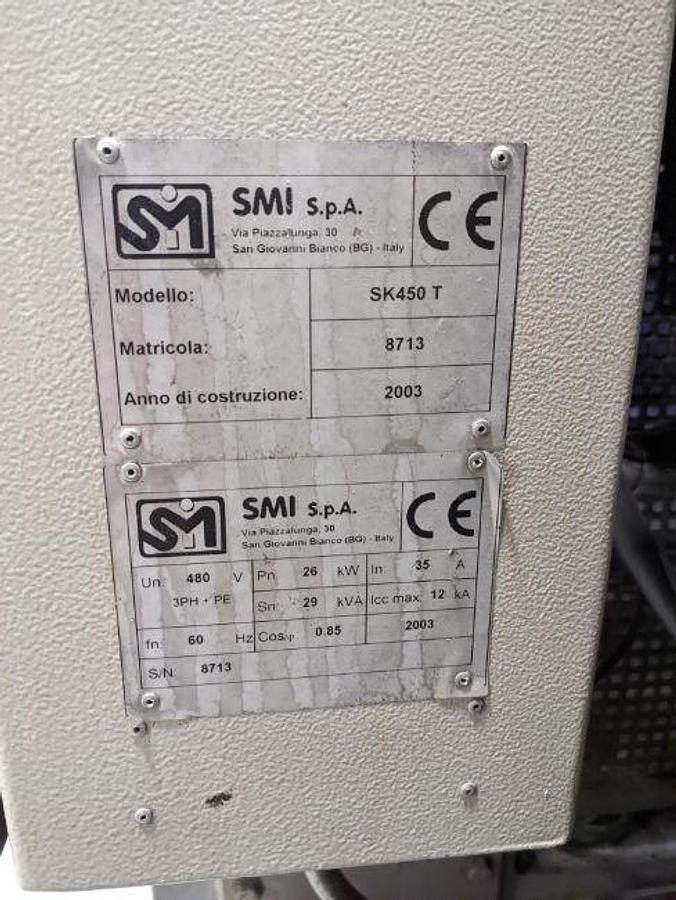 SMI SMI S.p.A. CE
Via Piazzalunga, 30
San Giovanni Bianco (BG) - Italy
Modello: SK450 T
Matricola: 8713
Anno di costruzione: 2003
SMI SMI S.p.A. CE
Via Piazzalunga, 30
San Giovanni Bianco (BG) - Italy
Un: 480 V Pn: 26 kW In: 35 A
3PH + PE Sn: 29 kVA Icc max: 12 kA
fn: 60 Hz Cosφ: 0.85 2003
S/N: 8713